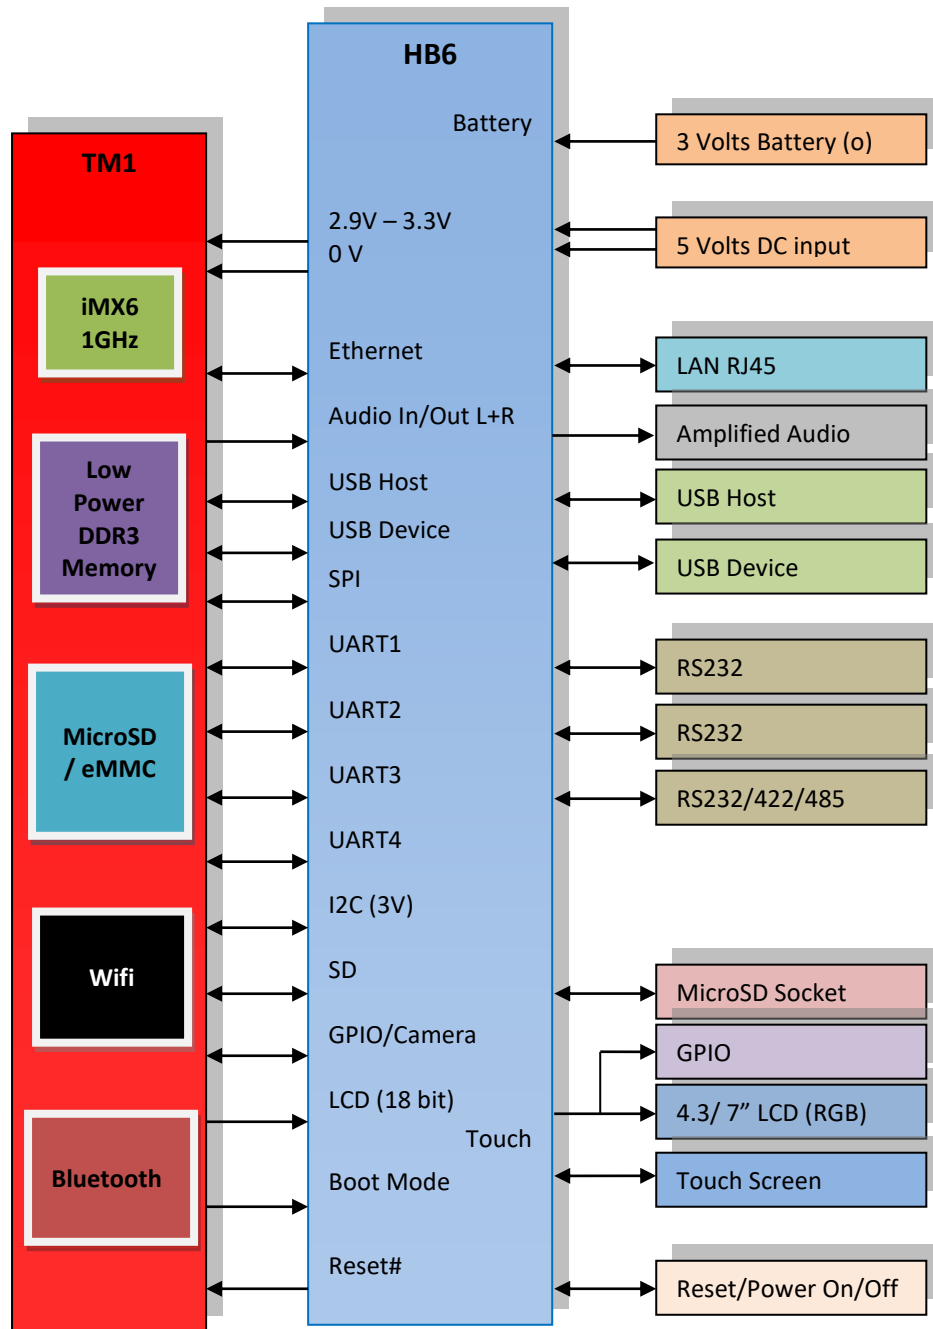 HB6
Battery
3 Volts Battery (o)
TM1
2.9V – 3.3V
0 V
5 Volts DC input
iMX6
1GHz
Ethernet
LAN RJ45
Audio In/Out L+R
Amplified Audio
Low
Power
DDR3
Memory
USB Host
USB Host
USB Device
USB Device
SPI
UART1
RS232
MicroSD
/ eMMC
UART2
RS232
UART3
RS232/422/485
UART4
I2C (3V)
Wifi
SD
MicroSD Socket
GPIO/Camera
GPIO
LCD (18 bit)
4.3/ 7” LCD (RGB)
Touch
Bluetooth
Boot Mode
Touch Screen
Reset#
Reset/Power On/Off